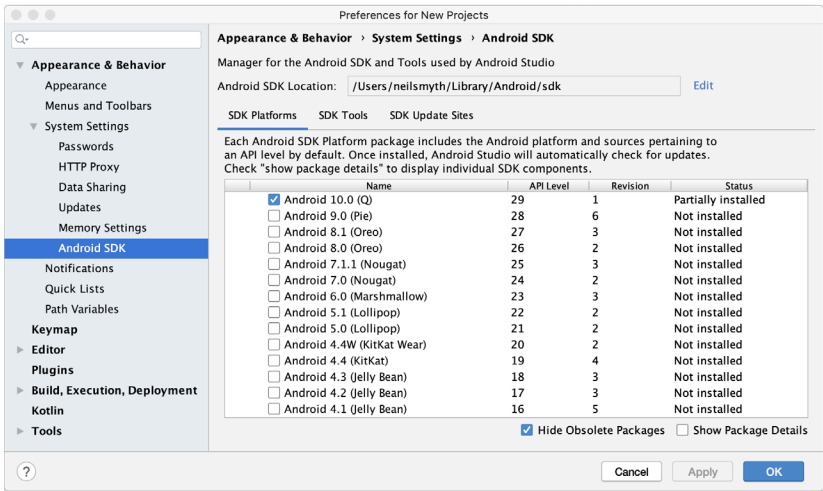 Preferences for New Projects
Appearance & Behavior
Appearance
Menus and Toolbars
System Settings
Passwords
HTTP Proxy
Data Sharing
Updates
Memory Settings
Android SDK
Notifications
Quick Lists
Path Variables
Keymap
Editor
Plugins
Build, Execution, Deployment
Kotlin
Tools
Appearance & Behavior › System Settings › Android SDK
Manager for the Android SDK and Tools used by Android Studio
Android SDK Location: /Users/neilsmyth/Library/Android/sdk Edit
SDK Platforms SDK Tools SDK Update Sites
Each Android SDK Platform package includes the Android platform and sources pertaining to
an API level by default. Once installed, Android Studio will automatically check for updates.
Check "show package details" to display individual SDK components.
Name API Level Revision Status
Android 10.0 (Q) 29 1 Partially installed
Android 9.0 (Pie) 28 6 Not installed
Android 8.1 (Oreo) 27 3 Not installed
Android 8.0 (Oreo) 26 2 Not installed
Android 7.1.1 (Nougat) 25 3 Not installed
Android 7.0 (Nougat) 24 2 Not installed
Android 6.0 (Marshmallow) 23 3 Not installed
Android 5.1 (Lollipop) 22 2 Not installed
Android 5.0 (Lollipop) 21 2 Not installed
Android 4.4W (KitKat Wear) 20 2 Not installed
Android 4.4 (KitKat) 19 4 Not installed
Android 4.3 (Jelly Bean) 18 3 Not installed
Android 4.2 (Jelly Bean) 17 3 Not installed
Android 4.1 (Jelly Bean) 16 5 Not installed
Hide Obsolete Packages Show Package Details
? Cancel Apply OK